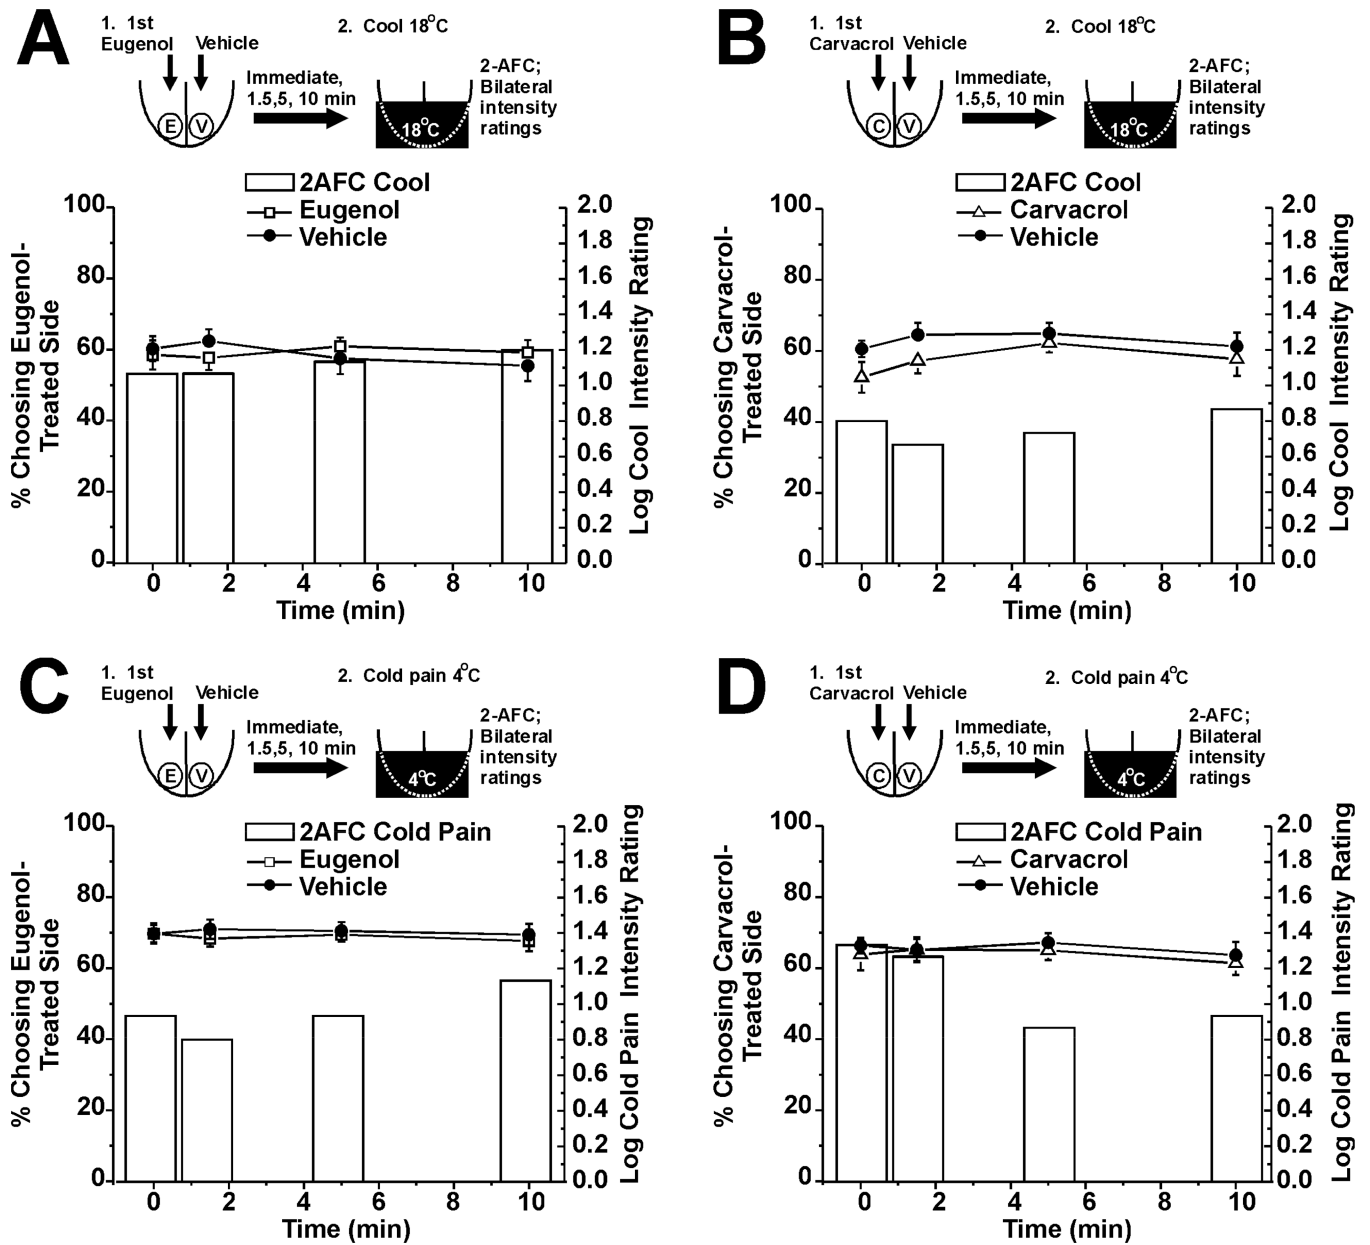 A
1. 1st
Eugenol
Vehicle
2. Cool 18°C
Immediate,
1.5,5, 10 min
E
V
18°C
2-AFC;
Bilateral
intensity
ratings
2AFC Cool
Eugenol
Vehicle
% Choosing Eugenol-
Treated Side
100
80
60
40
20
0
0 2 4 6 8 10
Time (min)
2.0
1.8
1.6
1.4
1.2
1.0
0.8
0.6
0.4
0.2
0.0
Log Cool Intensity Rating
B
1. 1st
Carvacrol
Vehicle
2. Cool 18°C
Immediate,
1.5,5, 10 min
C
V
18°C
2-AFC;
Bilateral
intensity
ratings
2AFC Cool
Carvacrol
Vehicle
% Choosing Carvacrol-
Treated Side
100
80
60
40
20
0
0 2 4 6 8 10
Time (min)
2.0
1.8
1.6
1.4
1.2
1.0
0.8
0.6
0.4
0.2
0.0
Log Cool Intensity Rating
C
1. 1st
Eugenol
Vehicle
2. Cold pain 4°C
Immediate,
1.5,5, 10 min
E
V
4°C
2-AFC;
Bilateral
intensity
ratings
2AFC Cold Pain
Eugenol
Vehicle
% Choosing Eugenol-
Treated Side
100
80
60
40
20
0
0 2 4 6 8 10
Time (min)
2.0
1.8
1.6
1.4
1.2
1.0
0.8
0.6
0.4
0.2
0.0
Log Cold Pain Intensity Rating
D
1. 1st
Carvacrol
Vehicle
2. Cold pain 4°C
Immediate,
1.5,5, 10 min
C
V
4°C
2-AFC;
Bilateral
intensity
ratings
2AFC Cold Pain
Carvacrol
Vehicle
% Choosing Carvacrol-
Treated Side
100
80
60
40
20
0
0 2 4 6 8 10
Time (min)
2.0
1.8
1.6
1.4
1.2
1.0
0.8
0.6
0.4
0.2
0.0
Log Cold Pain Intensity Rating